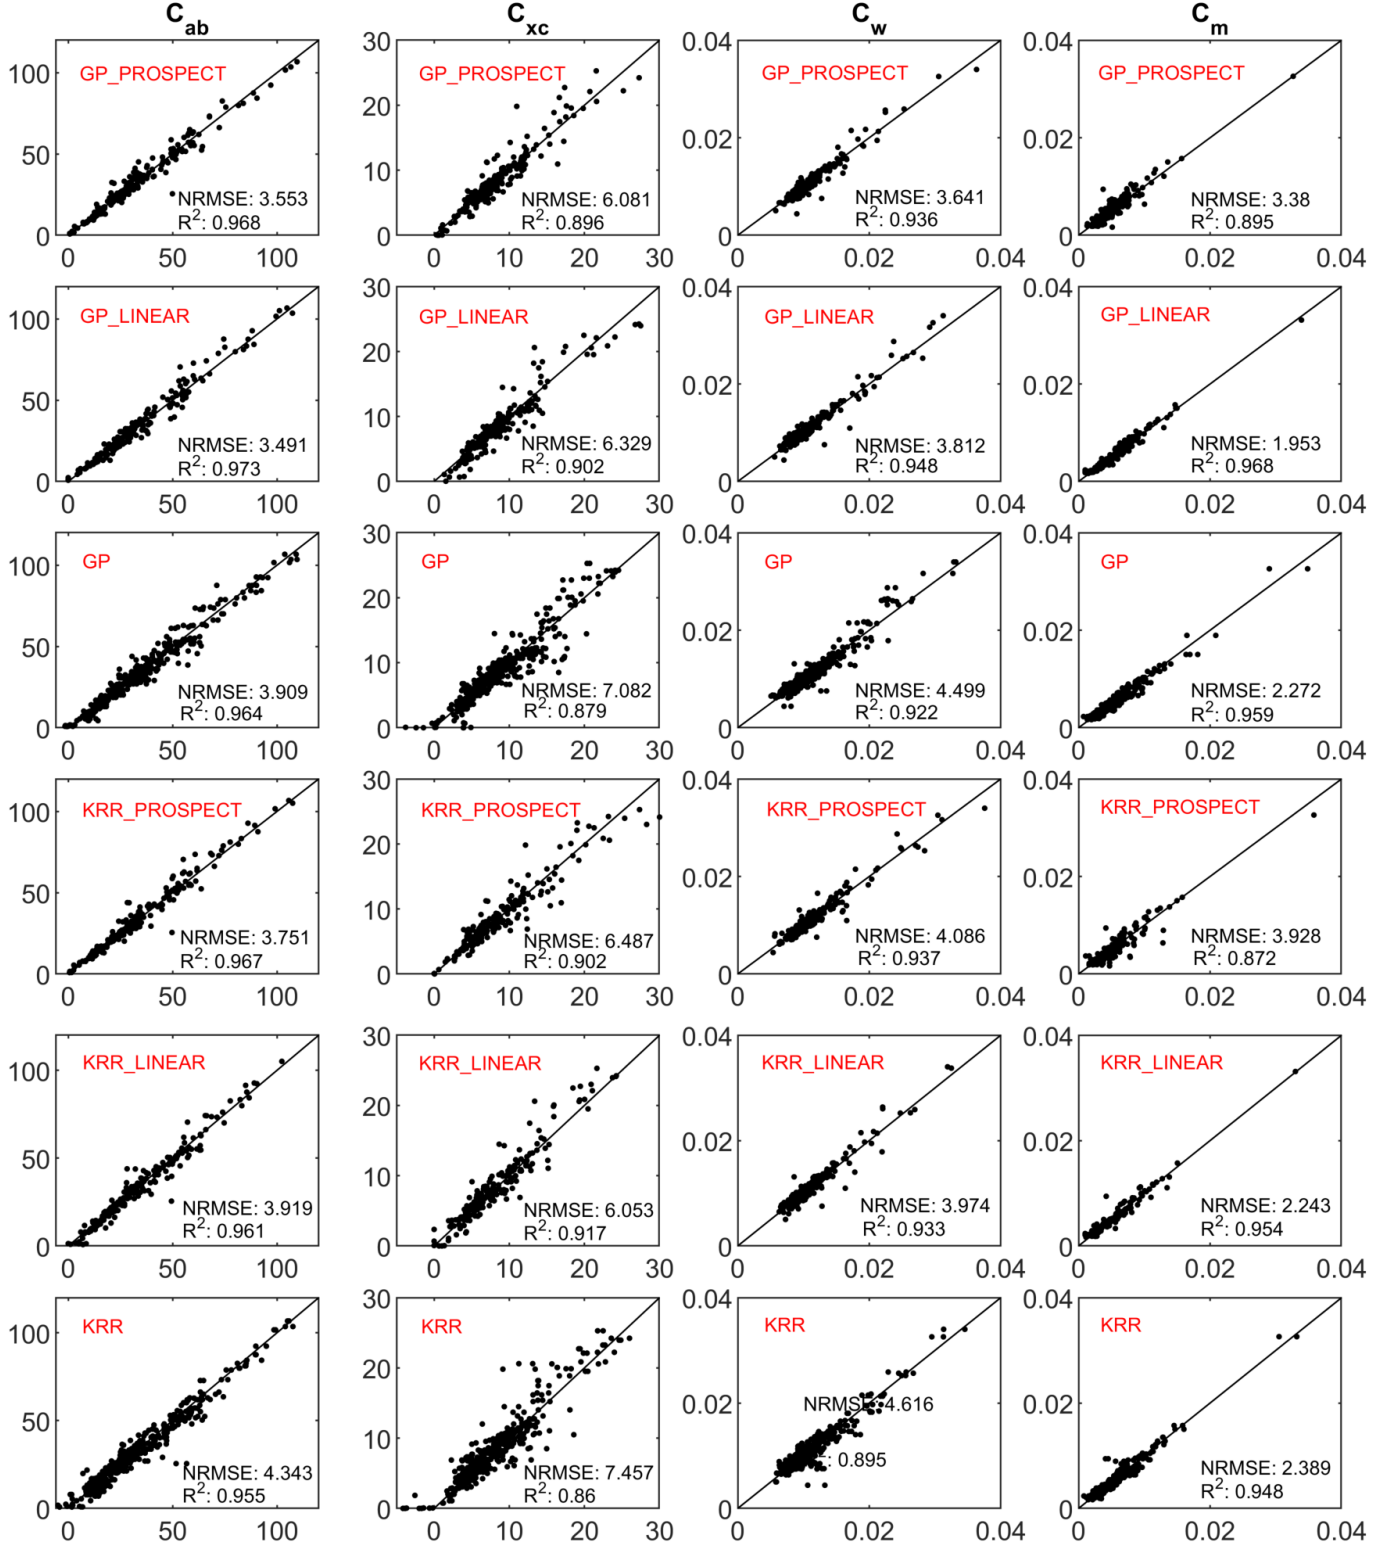 C_ab C_xc C_w C_m
100 30 0.04 0.04
GP_PROSPECT GP_PROSPECT GP_PROSPECT GP_PROSPECT
20
50 0.02 0.02
10
NRMSE: 3.553 NRMSE: 6.081 NRMSE: 3.641 NRMSE: 3.38
R²: 0.968 R²: 0.896 R²: 0.936 R²: 0.895
0 0 0 0
0 50 100 0 10 20 30 0 0.02 0.04 0 0.02 0.04
100 30 0.04 0.04
GP_LINEAR GP_LINEAR GP_LINEAR GP_LINEAR
20
50 0.02 0.02
10
NRMSE: 3.491 NRMSE: 6.329 NRMSE: 3.812 NRMSE: 1.953
R²: 0.973 R²: 0.902 R²: 0.948 R²: 0.968
0 0 0 0
0 50 100 0 10 20 30 0 0.02 0.04 0 0.02 0.04
100 30 0.04 0.04
GP GP GP GP
20
50 0.02 0.02
10
NRMSE: 3.909 NRMSE: 7.082 NRMSE: 4.499 NRMSE: 2.272
R²: 0.964 R²: 0.879 R²: 0.922 R²: 0.959
0 0 0 0
0 50 100 0 10 20 30 0 0.02 0.04 0 0.02 0.04
100 30 0.04 0.04
KRR_PROSPECT KRR_PROSPECT KRR_PROSPECT KRR_PROSPECT
20
50 0.02 0.02
10
NRMSE: 3.751 NRMSE: 6.487 NRMSE: 4.086 NRMSE: 3.928
R²: 0.967 R²: 0.902 R²: 0.937 R²: 0.872
0 0 0 0
0 50 100 0 10 20 30 0 0.02 0.04 0 0.02 0.04
100 30 0.04 0.04
KRR_LINEAR KRR_LINEAR KRR_LINEAR KRR_LINEAR
20
50 0.02 0.02
10
NRMSE: 3.919 NRMSE: 6.053 NRMSE: 3.974 NRMSE: 2.243
R²: 0.961 R²: 0.917 R²: 0.933 R²: 0.954
0 0 0 0
0 50 100 0 10 20 30 0 0.02 0.04 0 0.02 0.04
100 30 0.04 0.04
KRR KRR KRR KRR
20
50 0.02 0.02
10
NRMSE: 4.343 NRMSE: 7.457 NRMSE: 4.616 NRMSE: 2.389
R²: 0.955 R²: 0.86 : 0.895 R²: 0.948
0 0 0 0
0 50 100 0 10 20 30 0 0.02 0.04 0 0.02 0.04